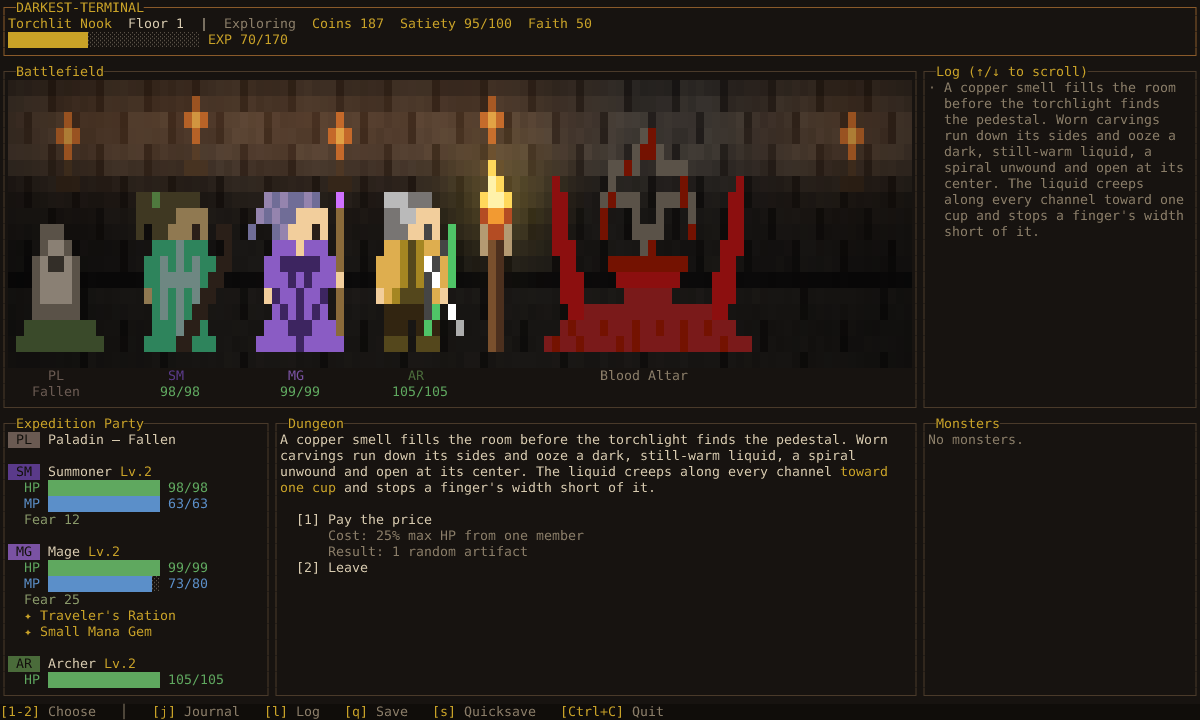 DARKEST-TERMINAL
Torchlit Nook  Floor 1  |  Exploring  Coins 187  Satiety 95/100  Faith 50
EXP 70/170
Battlefield
PL SM MG AR Blood Altar
Fallen 98/98 99/99 105/105
Log (↑/↓ to scroll)
· A copper smell fills the room
before the torchlight finds
the pedestal. Worn carvings
run down its sides and ooze a
dark, still-warm liquid, a
spiral unwound and open at its
center. The liquid creeps
along every channel toward one
cup and stops a finger's width
short of it.
Expedition Party
PL Paladin — Fallen
SM Summoner Lv.2
HP 98/98
MP 63/63
Fear 12
MG Mage Lv.2
HP 99/99
MP 73/80
Fear 25
✦ Traveler's Ration
✦ Small Mana Gem
AR Archer Lv.2
HP 105/105
Dungeon
A copper smell fills the room before the torchlight finds the pedestal. Worn
carvings run down its sides and ooze a dark, still-warm liquid, a spiral
unwound and open at its center. The liquid creeps along every channel toward
one cup and stops a finger's width short of it.
[1] Pay the price
Cost: 25% max HP from one member
Result: 1 random artifact
[2] Leave
Monsters
No monsters.
[1-2] Choose  │  [j] Journal  [l] Log  [q] Save  [s] Quicksave  [Ctrl+C] Quit